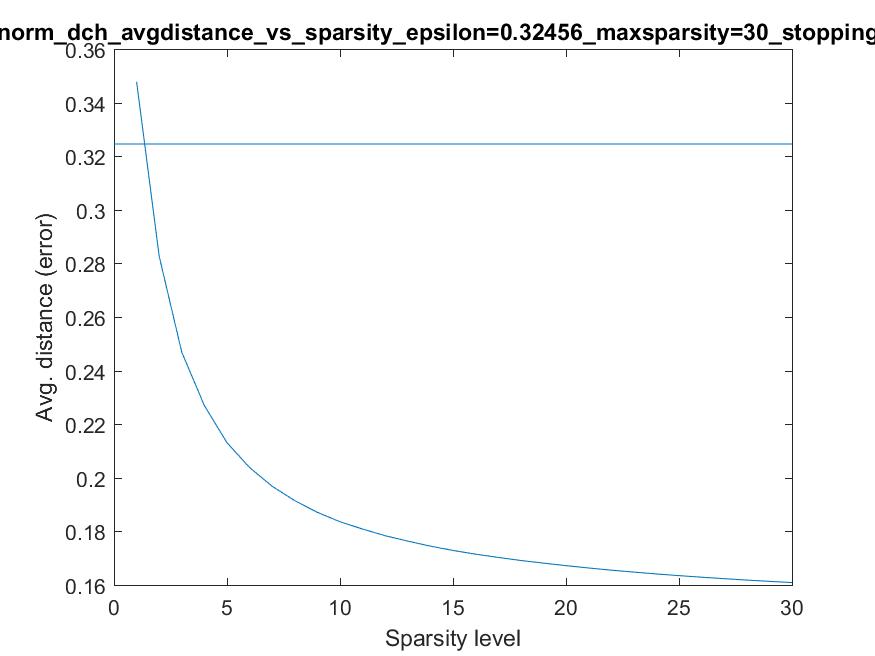 norm_dch_avgdistance_vs_sparsity_epsilon=0.32456_maxsparsity=30_stopping
0.36
0.34
0.32
0.3
0.28
0.26
0.24
0.22
0.2
0.18
0.16
Avg. distance (error)
0 5 10 15 20 25 30
Sparsity level